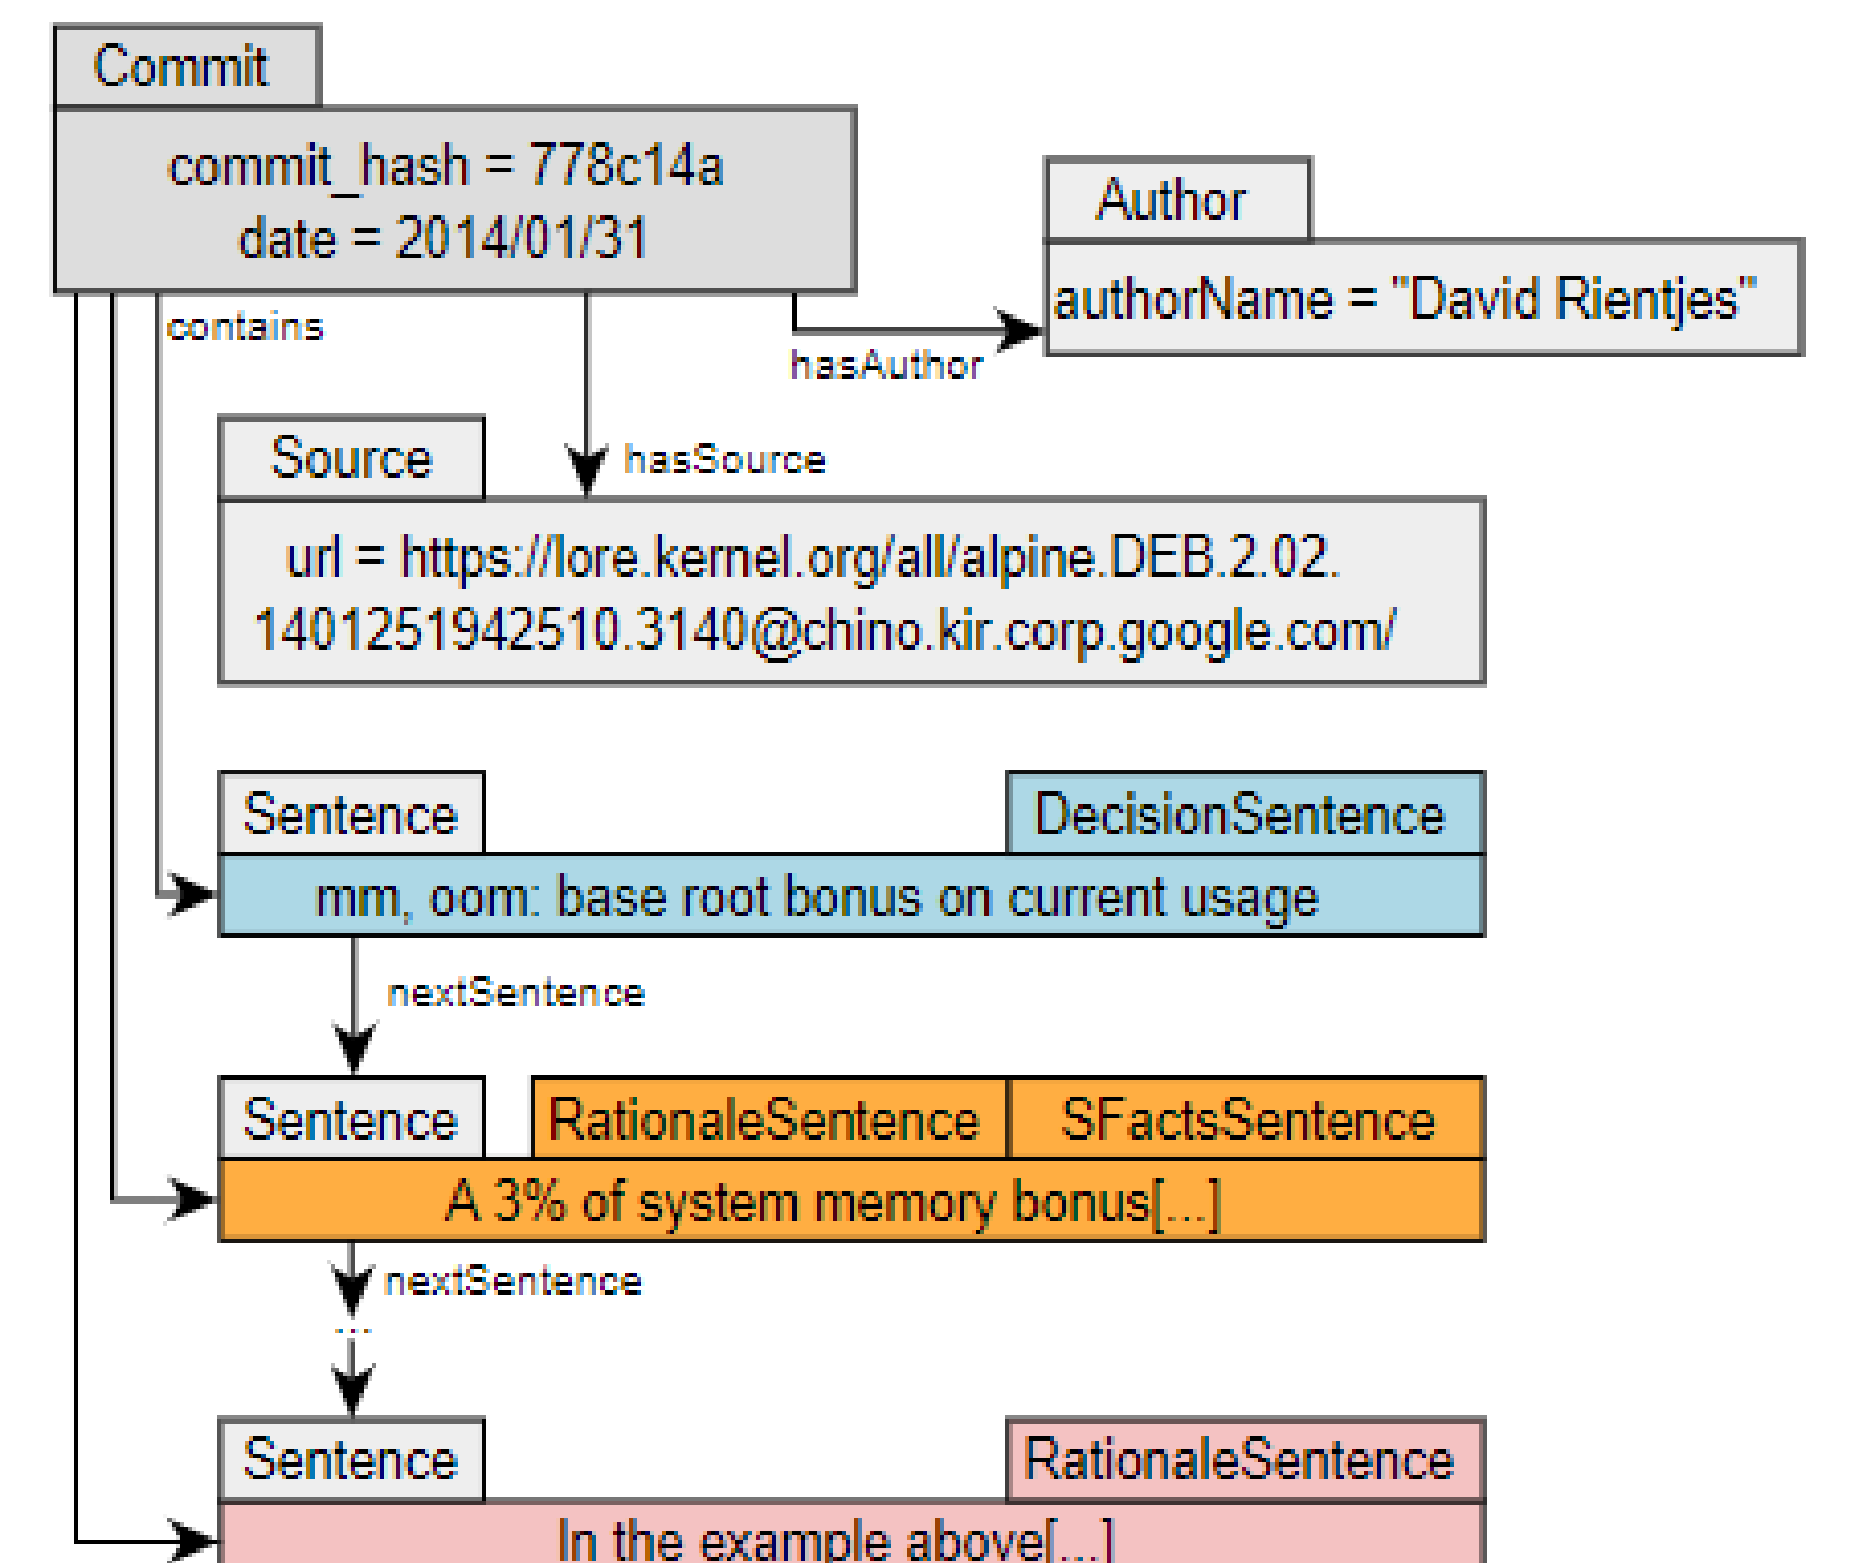 Commit
commit_hash = 778c14a
date = 2014/01/31
Author
authorName = "David Rientjes"
contains
hasAuthor
Source
hasSource
url = https://lore.kernel.org/all/alpine.DEB.2.02.
1401251942510.3140@chino.kir.corp.google.com/
Sentence
DecisionSentence
mm, oom: base root bonus on current usage
nextSentence
Sentence
RationaleSentence
SFactsSentence
A 3% of system memory bonus[...]
nextSentence
...
Sentence
RationaleSentence
In the example above[...]